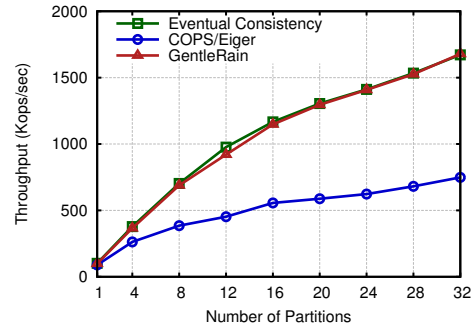 Throughput (Kops/sec)
2000
1500
1000
500
0
Eventual Consistency
COPS/Eiger
GentleRain
1 4 8 12 16 20 24 28 32
Number of Partitions